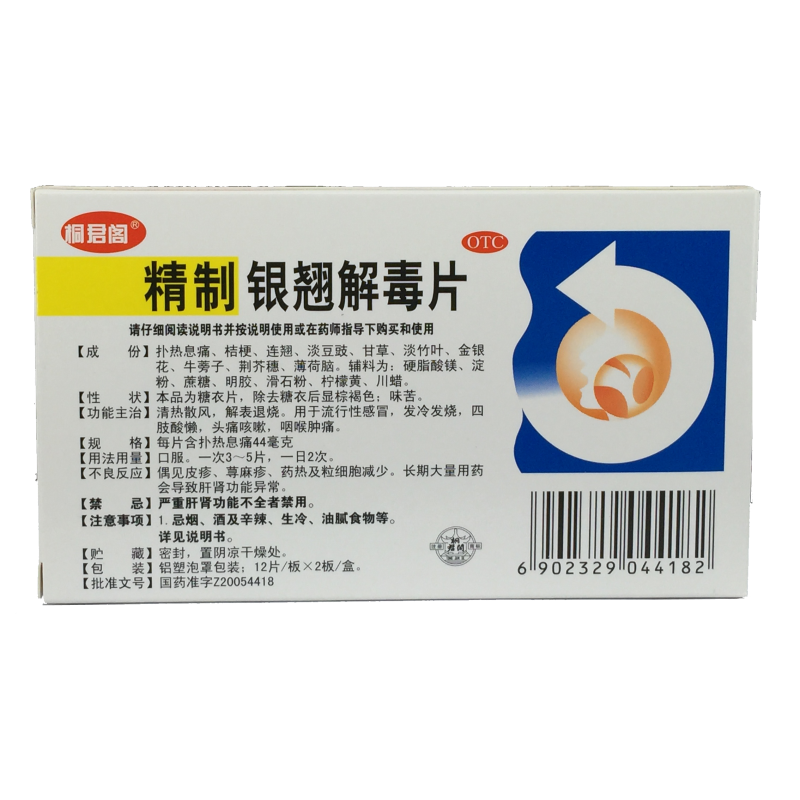 桐君阁®
OTC
精制银翘解毒片
请仔细阅读说明书并按说明使用或在药师指导下购买和使用
【成 份】扑热息痛、桔梗、连翘、淡豆豉、甘草、淡竹叶、金银
花、牛蒡子、荆芥穗、薄荷脑。辅料为:硬脂酸镁、淀
粉、蔗糖、明胶、滑石粉、柠檬黄、川蜡。
【性 状】本品为糖衣片,除去糖衣后显棕褐色;味苦。
【功能主治】清热散风,解表退烧。用于流行性感冒,发冷发烧,四
肢酸懒,头痛咳嗽,咽喉肿痛。
【规 格】每片含扑热息痛44毫克
【用法用量】口服。一次3~5片,一日2次。
【不良反应】偶见皮疹、荨麻疹、药热及粒细胞减少。长期大量用药
会导致肝肾功能异常。
【禁 忌】严重肝肾功能不全者禁用。
【注意事项】1.忌烟、酒及辛辣、生冷、油腻食物等。
详见说明书。
【贮 藏】密封,置阴凉干燥处。
【包 装】铝塑泡罩包装;12片/板×2板/盒。
【批准文号】国药准字Z20054418
6 902329 044182